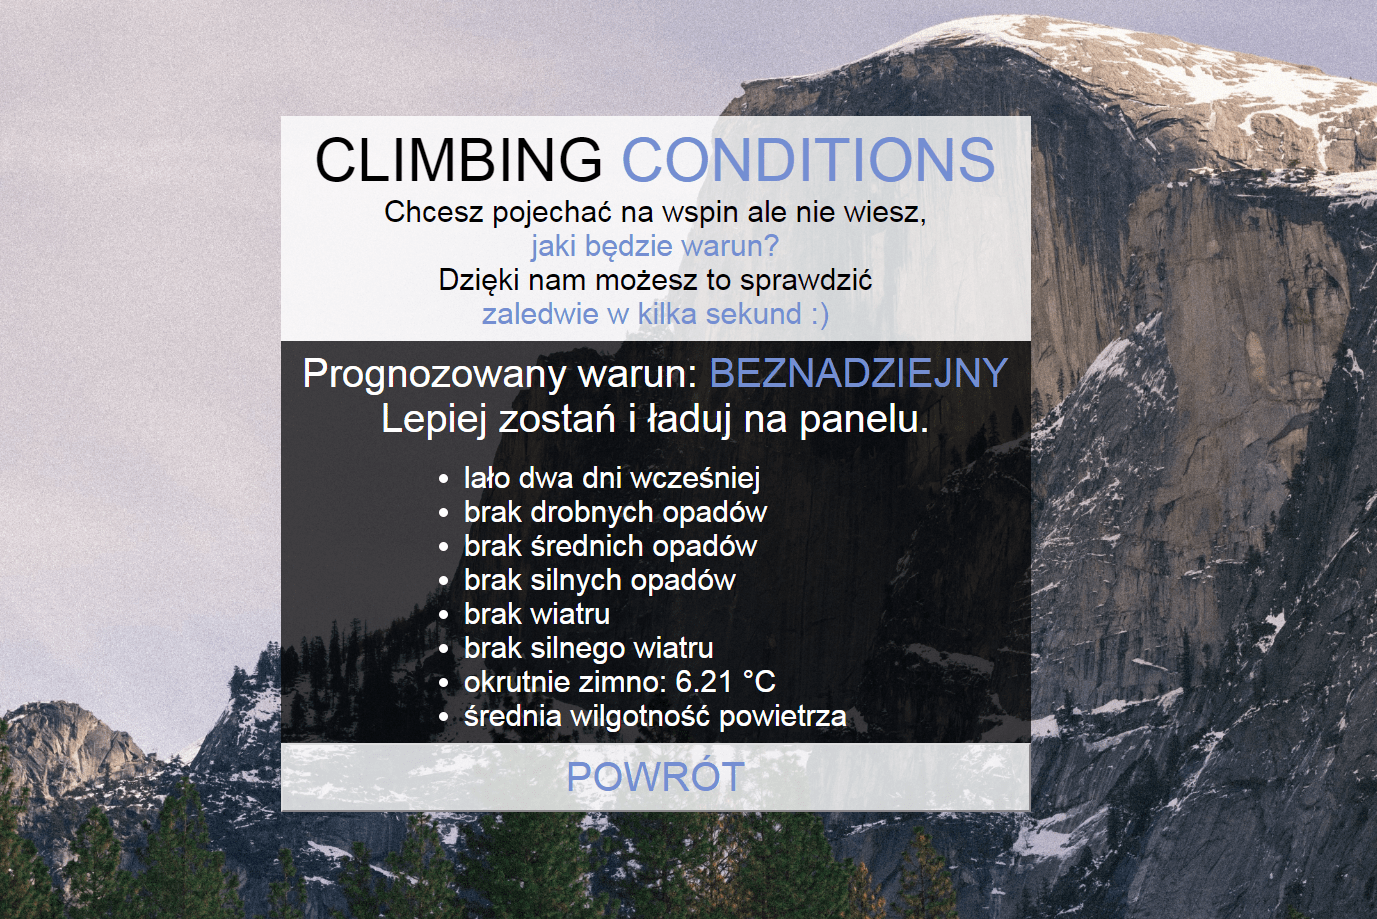 CLIMBING CONDITIONS
Chcesz pojechać na wspin ale nie wiesz,
jaki będzie warun?
Dzięki nam możesz to sprawdzić
zaledwie w kilka sekund :)
Prognozowany warun: BEZNADZIEJNY
Lepiej zostań i ładuj na panelu.
• lało dwa dni wcześniej
• brak drobnych opadów
• brak średnich opadów
• brak silnych opadów
• brak wiatru
• brak silnego wiatru
• okrutnie zimno: 6.21 °C
• średnia wilgotność powietrza
POWRÓT